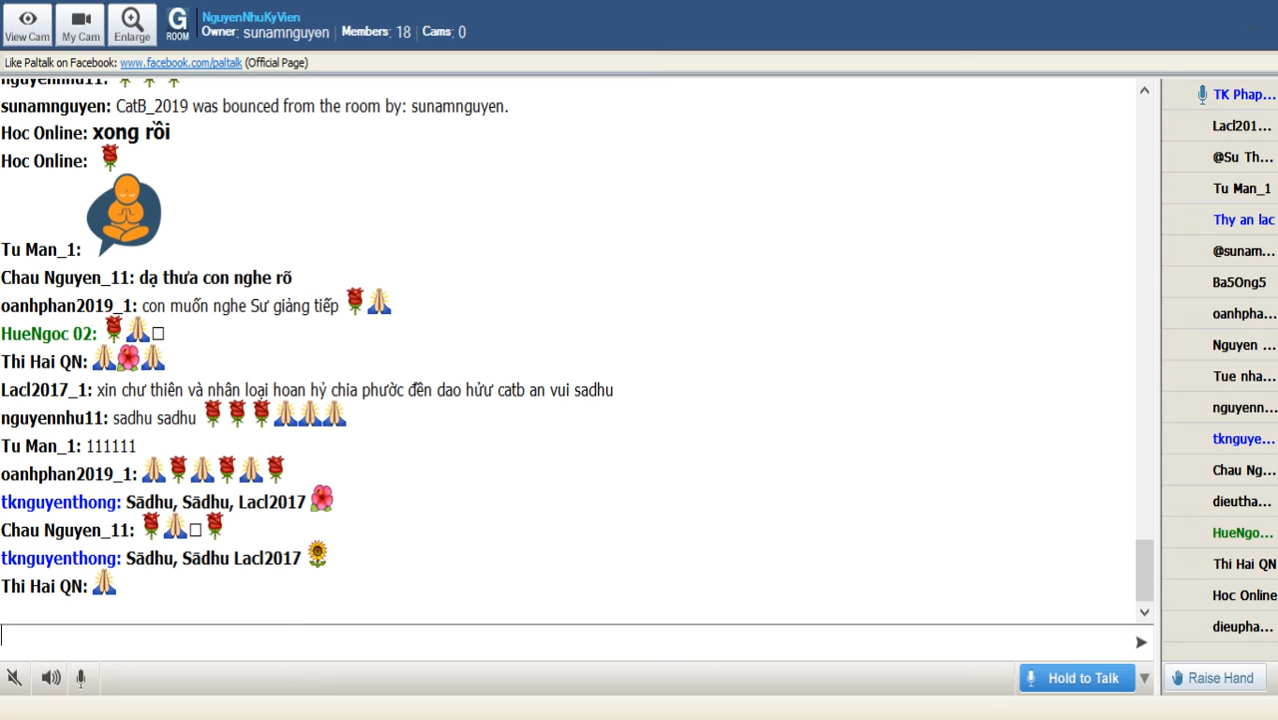 View Cam
My Cam
Enlarge
G
ROOM
NguyenNhuKyVien
Owner: sunamnguyen | Members: 18 | Cams: 0
Like Paltalk on Facebook: www.facebook.com/paltalk (Official Page)
nguyennhu11:
sunamnguyen: CatB_2019 was bounced from the room by: sunamnguyen.
Hoc Online: xong rồi
Hoc Online:
Tu Man_1:
Chau Nguyen_11: dạ thưa con nghe rõ
oanhphan2019_1: con muốn nghe Sư giảng tiếp
HueNgoc 02:
Thi Hai QN:
Lacl2017_1: xin chư thiên và nhân loại hoan hỷ chia phước đến dao hữu catb an vui sadhu
nguyennhu11: sadhu sadhu
Tu Man_1: 111111
oanhphan2019_1:
tknguyenthong: Sādhu, Sādhu, Lacl2017
Chau Nguyen_11:
tknguyenthong: Sādhu, Sādhu Lacl2017
Thi Hai QN:
TK Phap...
Lacl201...
@Su Th...
Tu Man_1
Thy an lac
@sunam...
Ba5Ong5
oanhpha...
Nguyen ...
Tue nha...
nguyenn...
tknguye...
Chau Ng...
dieutha...
HueNgo...
Thi Hai QN
Hoc Online
dieupha...
Hold to Talk
Raise Hand